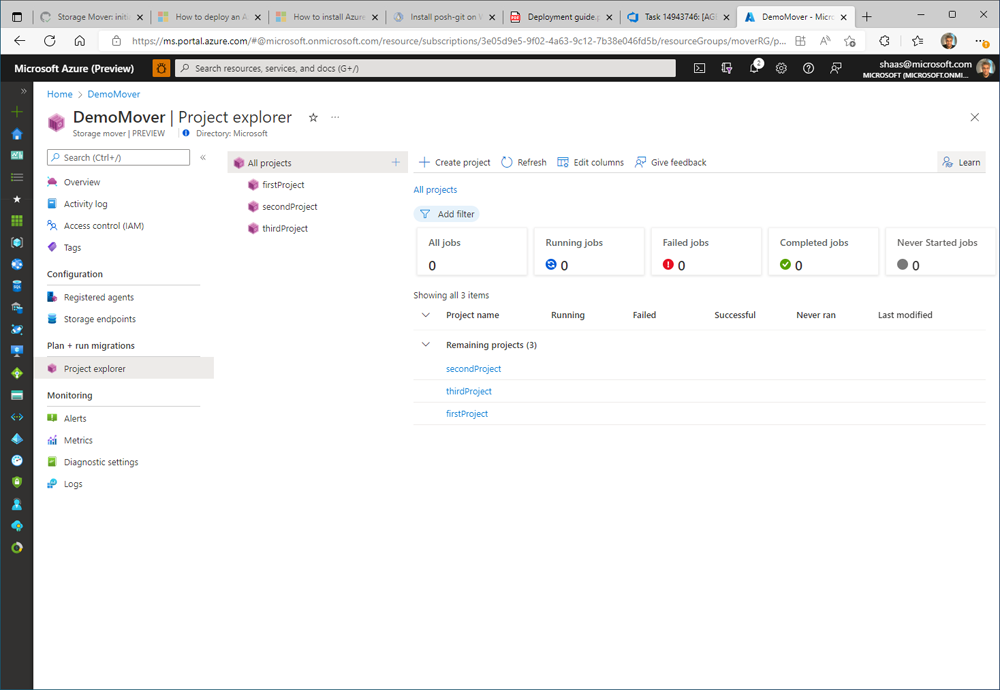 Storage Mover: initi
How to deploy an A
How to install Azure
Install posh-git on W
Deployment guide.p
Task 14943746: [AG
DemoMover - Micr
https://ms.portal.azure.com/#@microsoft.onmicrosoft.com/resource/subscriptions/3e05d9e5-9f02-4a63-9c12-7b38e046fd5b/resourceGroups/moverRG/p...
Microsoft Azure (Preview)
Search resources, services, and docs (G+/)
2
shaas@microsoft.com
MICROSOFT (MICROSOFT.ONMI...
Home > DemoMover
DemoMover | Project explorer
Storage mover | PREVIEW
Directory: Microsoft
Search (Ctrl+/)
Overview
Activity log
Access control (IAM)
Tags
Configuration
Registered agents
Storage endpoints
Plan + run migrations
Project explorer
Monitoring
Alerts
Metrics
Diagnostic settings
Logs
All projects
firstProject
secondProject
thirdProject
Create project
Refresh
Edit columns
Give feedback
Learn
All projects
Add filter
All jobs
0
Running jobs
0
Failed jobs
0
Completed jobs
0
Never Started jobs
0
Showing all 3 items
Project name Running Failed Successful Never ran Last modified
Remaining projects (3)
secondProject
thirdProject
firstProject